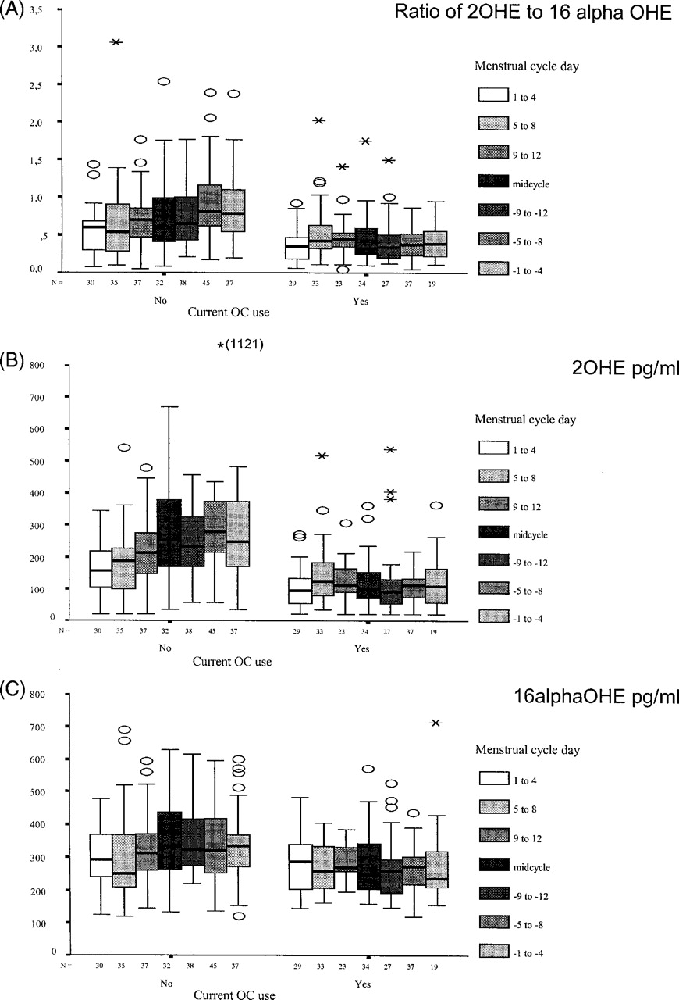 (A)
Ratio of 2OHE to 16 alpha OHE
3,5
3,0
2,5
2,0
1,5
1,0
,5
0,0
Menstrual cycle day
1 to 4
5 to 8
9 to 12
midcycle
-9 to -12
-5 to -8
-1 to -4
N = 30 35 37 32 38 45 37 29 33 23 34 27 37 19
No Yes
Current OC use
*(1121)
(B)
2OHE pg/ml
800
700
600
500
400
300
200
100
0
Menstrual cycle day
1 to 4
5 to 8
9 to 12
midcycle
-9 to -12
-5 to -8
-1 to -4
N = 30 35 37 32 38 45 37 29 33 23 34 27 37 19
No Yes
Current OC use
(C)
16alphaOHE pg/ml
800
700
600
500
400
300
200
100
0
Menstrual cycle day
1 to 4
5 to 8
9 to 12
midcycle
-9 to -12
-5 to -8
-1 to -4
N = 30 35 37 32 38 45 37 29 33 23 34 27 37 19
No Yes
Current OC use